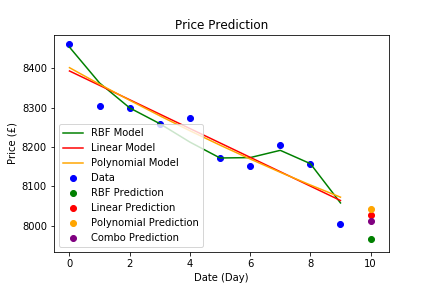 Price Prediction
Price (£)
8400
8300
8200
8100
8000
RBF Model
Linear Model
Polynomial Model
Data
RBF Prediction
Linear Prediction
Polynomial Prediction
Combo Prediction
0 2 4 6 8 10
Date (Day)